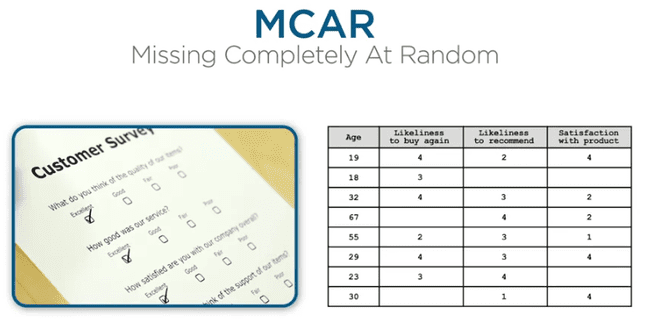 MCAR
Missing Completely At Random
Customer Survey
What do you think of the quality of our items?
Excellent Good Fair Poor
How good was our service?
Excellent Good Fair Poor
How satisfied are you with our company overall?
Excellent Good Fair Poor
think of the support of our items?
Excellent Good Fair Poor
Age Likeliness to buy again Likeliness to recommend Satisfaction with product
19 4 2 4
18 3
32 4 3 2
67 4 2
55 2 3 1
29 4 3 4
23 3 4
30 1 4